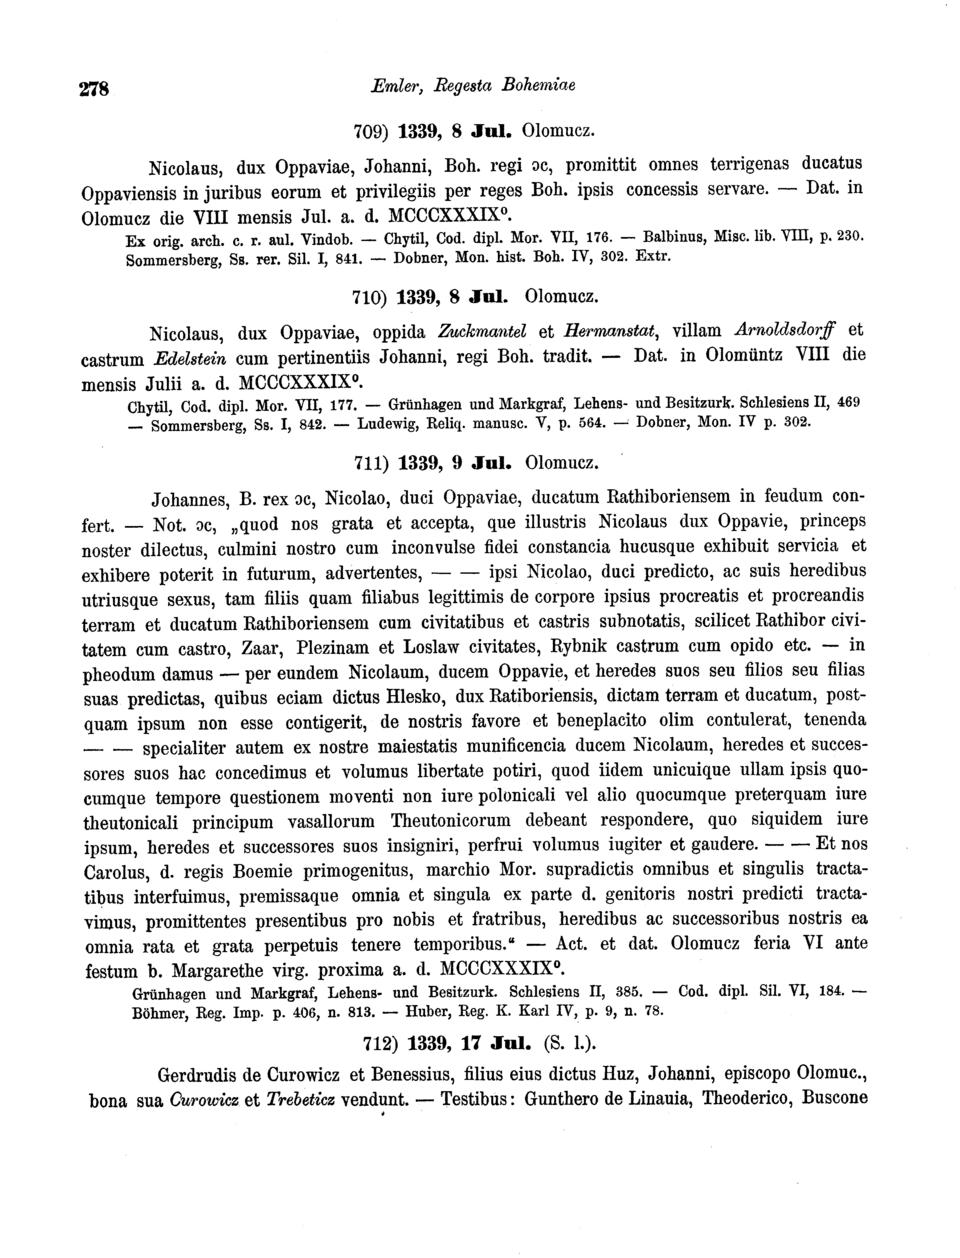 278
Emler, Regesta Bohemiae
709) 1339, 8 Jul. Olomucz.
Nicolaus, dux Oppaviae, Johanni, Boh. regi ɔc, promittit omnes terrigenas ducatus
Oppaviensis in juribus eorum et privilegiis per reges Boh. ipsis concessis servare. — Dat. in
Olomucz die VIII mensis Jul. a. d. MCCCXXXIX⁰.
Ex orig. arch. c. r. aul. Vindob. — Chytil, Cod. dipl. Mor. VII, 176. — Balbinus, Misc. lib. VIII, p. 230.
Sommersberg, Ss. rer. Sil. I, 841. — Dobner, Mon. hist. Boh. IV, 302. Extr.
710) 1339, 8 Jul. Olomucz.
Nicolaus, dux Oppaviae, oppida Zuckmantel et Hermanstat, villam Arnoldsdorff et
castrum Edelstein cum pertinentiis Johanni, regi Boh. tradit. — Dat. in Olomüntz VIII die
mensis Julii a. d. MCCCXXXIX⁰.
Chytil, Cod. dipl. Mor. VII, 177. — Grünhagen und Markgraf, Lehens- und Besitzurk. Schlesiens II, 469
— Sommersberg, Ss. I, 842. — Ludewig, Reliq. manusc. V, p. 564. — Dobner, Mon. IV p. 302.
711) 1339, 9 Jul. Olomucz.
Johannes, B. rex ɔc, Nicolao, duci Oppaviae, ducatum Rathiboriensem in feudum con-
fert. — Not. ɔc, „quod nos grata et accepta, que illustris Nicolaus dux Oppavie, princeps
noster dilectus, culmini nostro cum inconvulse fidei constancia hucusque exhibuit servicia et
exhibere poterit in futurum, advertentes, — — ipsi Nicolao, duci predicto, ac suis heredibus
utriusque sexus, tam filiis quam filiabus legittimis de corpore ipsius procreatis et procreandis
terram et ducatum Rathiboriensem cum civitatibus et castris subnotatis, scilicet Rathibor civi-
tatem cum castro, Zaar, Plezinam et Loslaw civitates, Rybnik castrum cum opido etc. — in
pheodum damus — per eundem Nicolaum, ducem Oppavie, et heredes suos seu filios seu filias
suas predictas, quibus eciam dictus Hlesko, dux Ratiboriensis, dictam terram et ducatum, post-
quam ipsum non esse contigerit, de nostris favore et beneplacito olim contulerat, tenenda
— — specialiter autem ex nostre maiestatis munificencia ducem Nicolaum, heredes et succes-
sores suos hac concedimus et volumus libertate potiri, quod iidem unicuique ullam ipsis quo-
cumque tempore questionem moventi non iure polonicali vel alio quocumque preterquam iure
theutonicali principum vasallorum Theutonicorum debeant respondere, quo siquidem iure
ipsum, heredes et successores suos insigniri, perfrui volumus iugiter et gaudere. — — Et nos
Carolus, d. regis Boemie primogenitus, marchio Mor. supradictis omnibus et singulis tracta-
tibus interfuimus, premissaque omnia et singula ex parte d. genitoris nostri predicti tracta-
vimus, promittentes presentibus pro nobis et fratribus, heredibus ac successoribus nostris ea
omnia rata et grata perpetuis tenere temporibus.“ — Act. et dat. Olomucz feria VI ante
festum b. Margarethe virg. proxima a. d. MCCCXXXIX⁰.
Grünhagen und Markgraf, Lehens- und Besitzurk. Schlesiens II, 385. — Cod. dipl. Sil. VI, 184. —
Böhmer, Reg. Imp. p. 406, n. 813. — Huber, Reg. K. Karl IV, p. 9, n. 78.
712) 1339, 17 Jul. (S. l.).
Gerdrudis de Curowicz et Benessius, filius eius dictus Huz, Johanni, episcopo Olomuc.,
bona sua Curowicz et Trebeticz vendunt. — Testibus: Gunthero de Linauia, Theoderico, Buscone